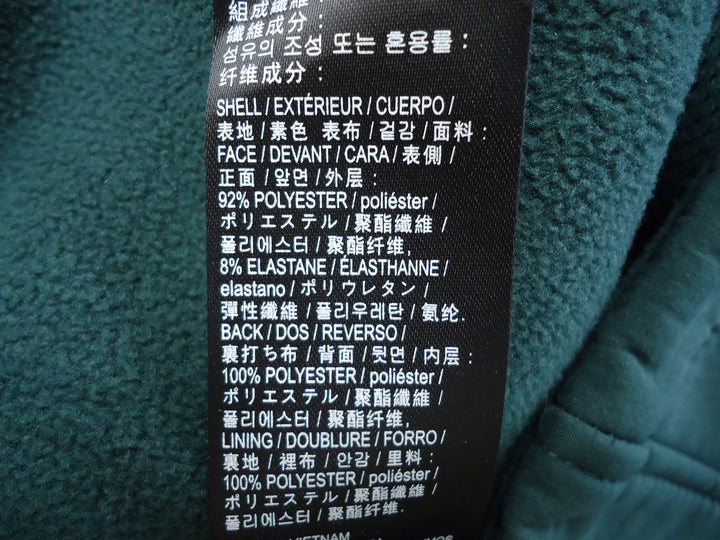 組成繊維 :
纖維成分 :
섬유의 조성 또는 혼용률 :
纤维成分 :
SHELL / EXTÉRIEUR / CUERPO /
表地 / 素色 表布 / 겉감 / 面料 :
FACE / DEVANT / CARA / 表側 /
正面 / 앞면 / 外层 :
92% POLYESTER / poliéster /
ポリエステル / 聚酯纖維 /
폴리에스터 / 聚酯纤维,
8% ELASTANE / ÉLASTHANNE /
elastano / ポリウレタン /
彈性纖維 / 폴리우레탄 / 氨纶.
BACK / DOS / REVERSO /
裏打ち布 / 背面 / 뒷면 / 内层 :
100% POLYESTER / poliéster /
ポリエステル / 聚酯纖維 /
폴리에스터 / 聚酯纤维,
LINING / DOUBLURE / FORRO /
裏地 / 裡布 / 안감 / 里料 :
100% POLYESTER / poliéster /
ポリエステル / 聚酯纖維 /
폴리에스터 / 聚酯纤维,
VIETNAM